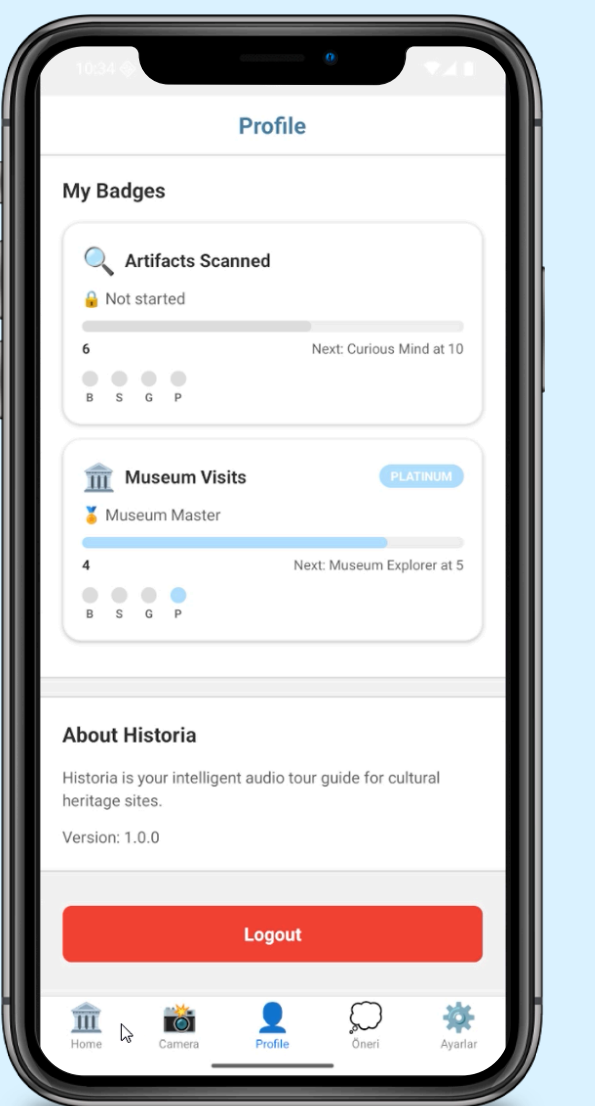 10:34
Profile
My Badges
Artifacts Scanned
Not started
6 Next: Curious Mind at 10
B S G P
Museum Visits PLATINUM
Museum Master
4 Next: Museum Explorer at 5
B S G P
About Historia
Historia is your intelligent audio tour guide for cultural
heritage sites.
Version: 1.0.0
Logout
Home Camera Profile Öneri Ayarlar